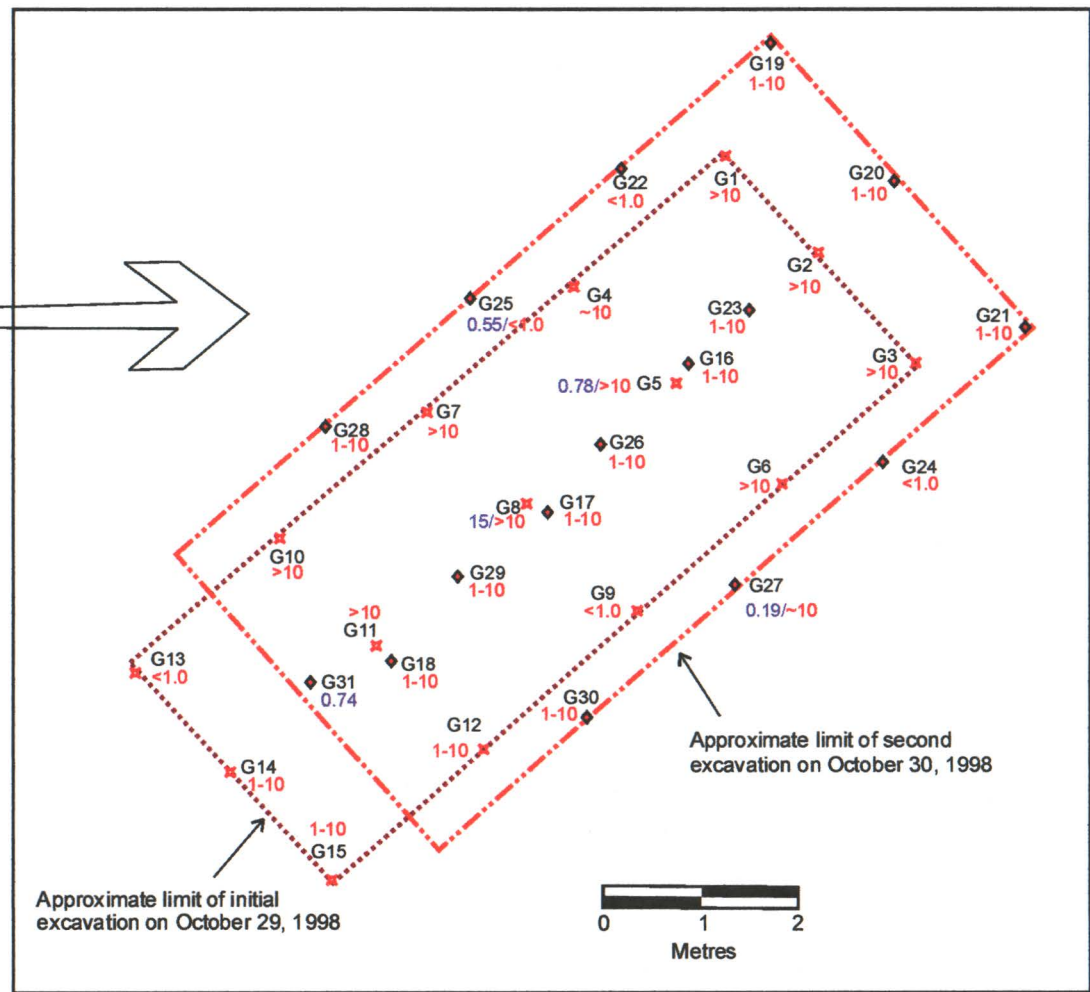 G19
1-10
G1
>10
G22
<1.0
G20
1-10
G2
>10
G4
~10
G25
0.55/<1.0
G23
1-10
G21
1-10
G16
1-10
G3
>10
0.78/>10 G5
G7
>10
G28
1-10
G26
1-10
G24
<1.0
G6
>10
G8
15/>10
G17
1-10
G10
>10
G29
1-10
G9
<1.0
G27
0.19/~10
>10
G11
G18
1-10
G13
<1.0
G31
0.74
G30
1-10
G12
1-10
G14
1-10
1-10
G15
Approximate limit of second
excavation on October 30, 1998
Approximate limit of initial
excavation on October 29, 1998
0 1 2
Metres